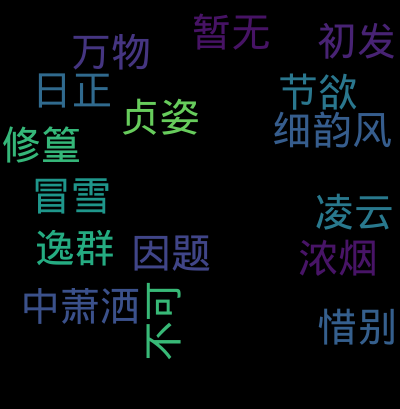 暂无
初发
万物
日正
节欲
贞姿
细韵风
修篁
冒雪
凌云
逸群
因题
浓烟
中萧洒
不可
惜别